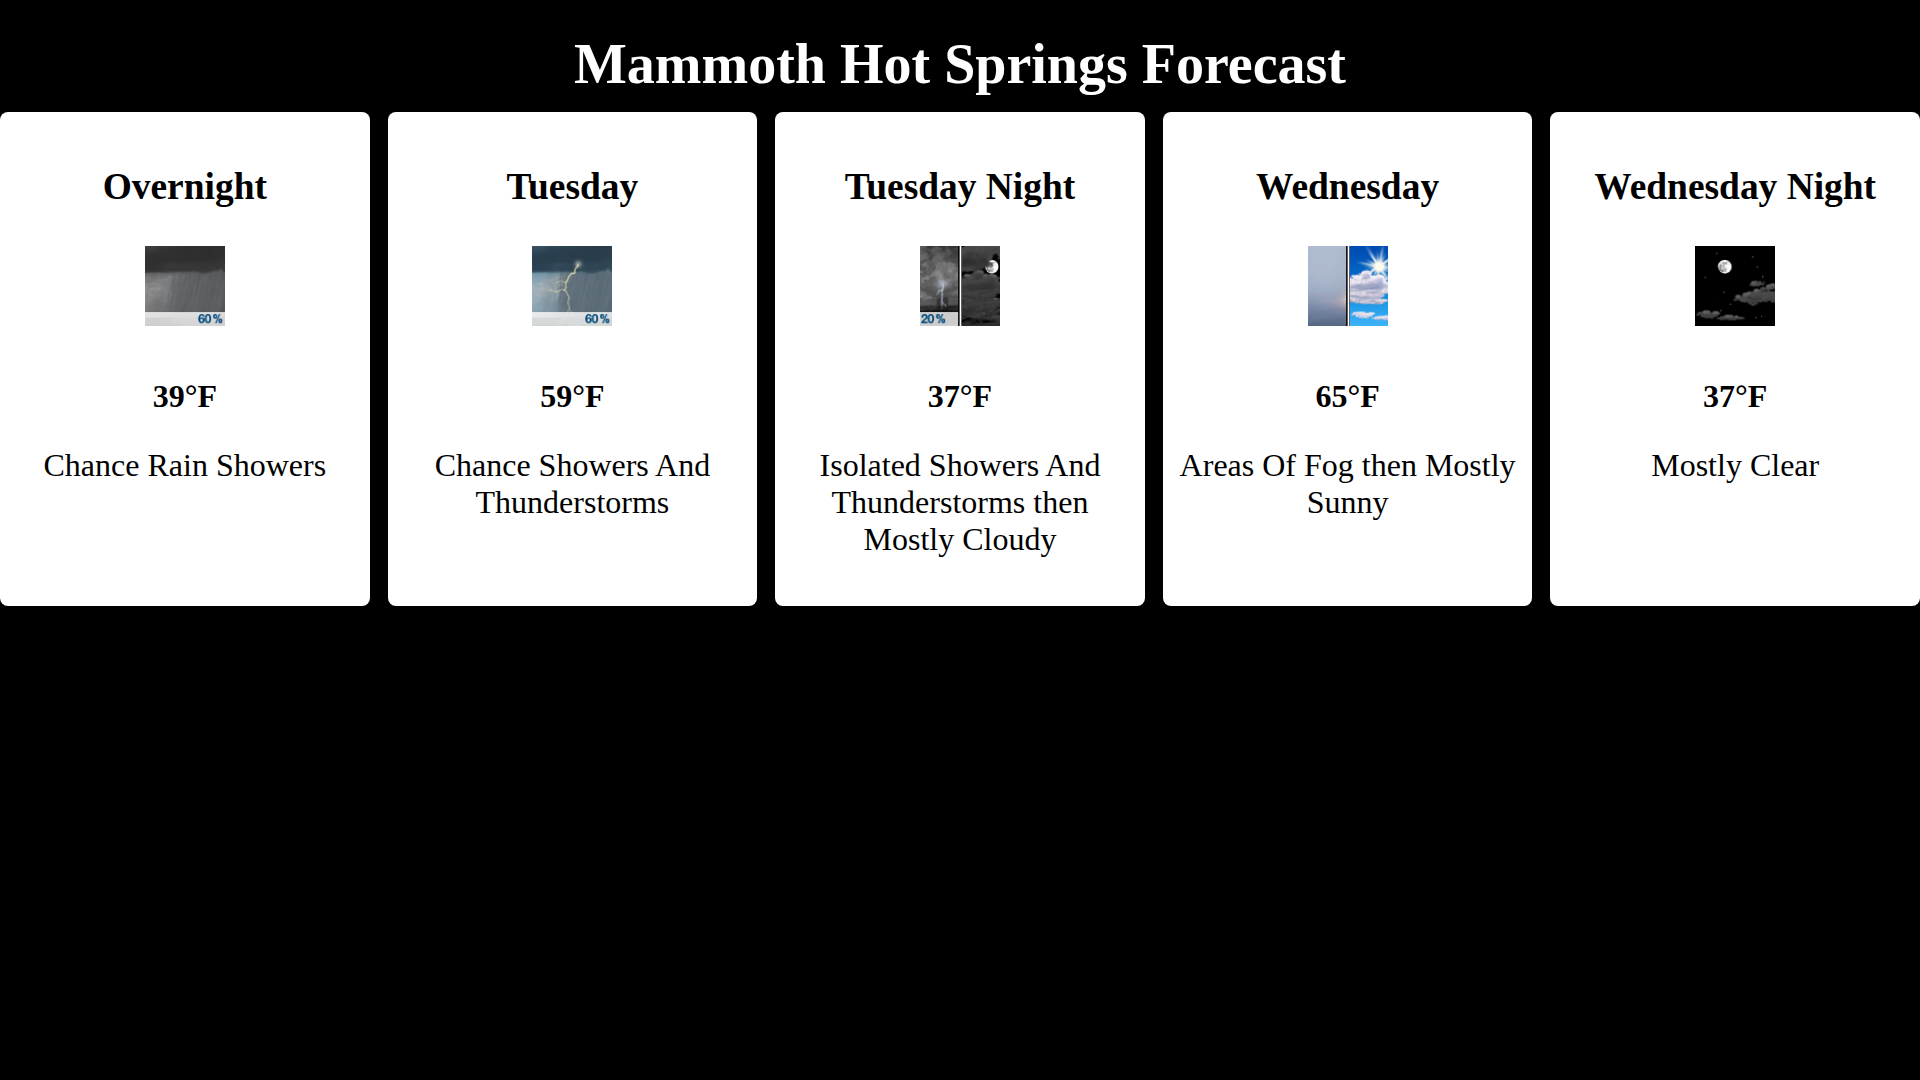 Mammoth Hot Springs Forecast
Overnight
60%
39°F
Chance Rain Showers
Tuesday
60%
59°F
Chance Showers And
Thunderstorms
Tuesday Night
20%
37°F
Isolated Showers And
Thunderstorms then
Mostly Cloudy
Wednesday
65°F
Areas Of Fog then Mostly
Sunny
Wednesday Night
37°F
Mostly Clear